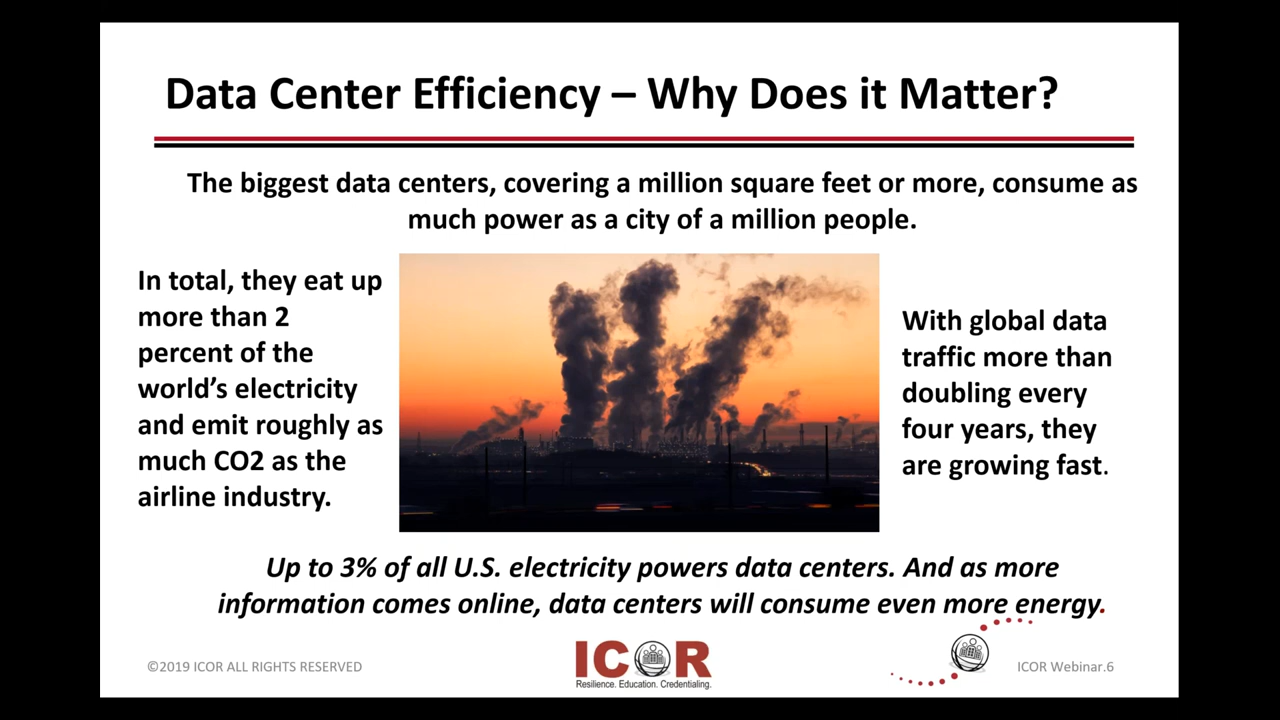 Data Center Efficiency – Why Does it Matter?
The biggest data centers, covering a million square feet or more, consume as
much power as a city of a million people.
In total, they eat up
more than 2
percent of the
world’s electricity
and emit roughly as
much CO2 as the
airline industry.
With global data
traffic more than
doubling every
four years, they
are growing fast.
Up to 3% of all U.S. electricity powers data centers. And as more
information comes online, data centers will consume even more energy.
©2019 ICOR ALL RIGHTS RESERVED
ICOR
Resilience. Education. Credentialing.
ICOR Webinar.6